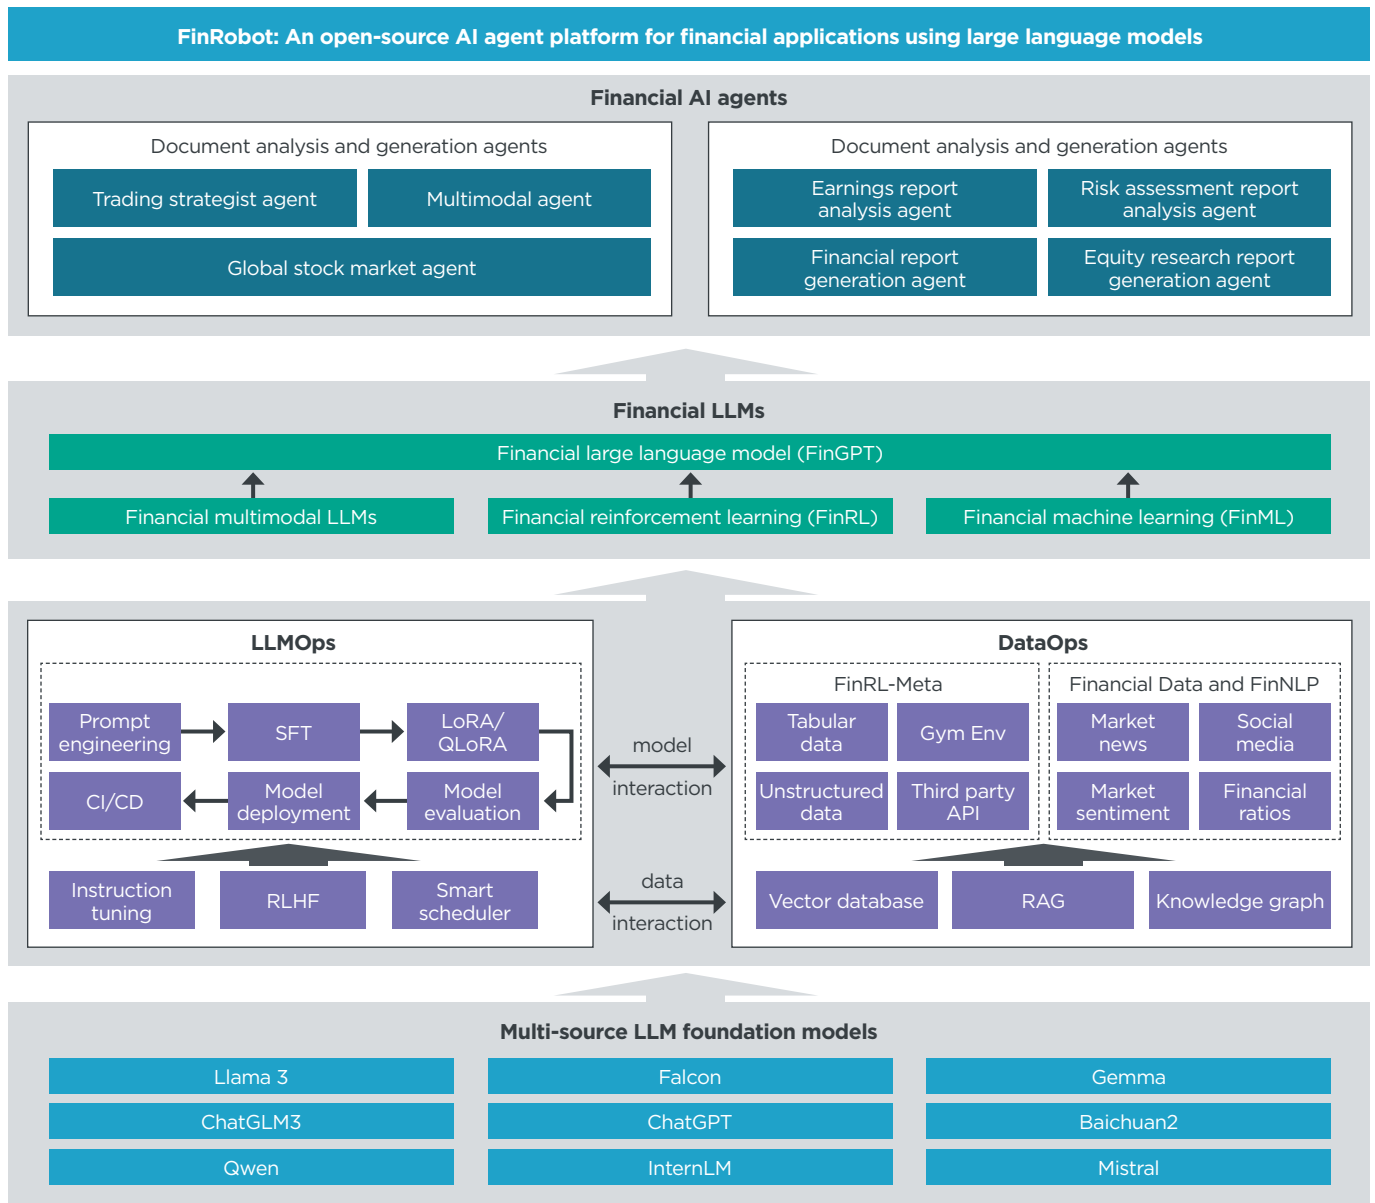 FinRobot: An open-source AI agent platform for financial applications using large language models
Financial AI agents
Document analysis and generation agents
Trading strategist agent
Multimodal agent
Global stock market agent
Document analysis and generation agents
Earnings report
analysis agent
Risk assessment report
analysis agent
Financial report
generation agent
Equity research report
generation agent
Financial LLMs
Financial large language model (FinGPT)
Financial multimodal LLMs
Financial reinforcement learning (FinRL)
Financial machine learning (FinML)
LLMOps
Prompt
engineering
SFT
LoRA/
QLoRA
CI/CD
Model
deployment
Model
evaluation
Instruction
tuning
RLHF
Smart
scheduler
model
interaction
data
interaction
DataOps
FinRL-Meta
Tabular
data
Gym Env
Unstructured
data
Third party
API
Financial Data and FinNLP
Market
news
Social
media
Market
sentiment
Financial
ratios
Vector database
RAG
Knowledge graph
Multi-source LLM foundation models
Llama 3
Falcon
Gemma
ChatGLM3
ChatGPT
Baichuan2
Qwen
InternLM
Mistral